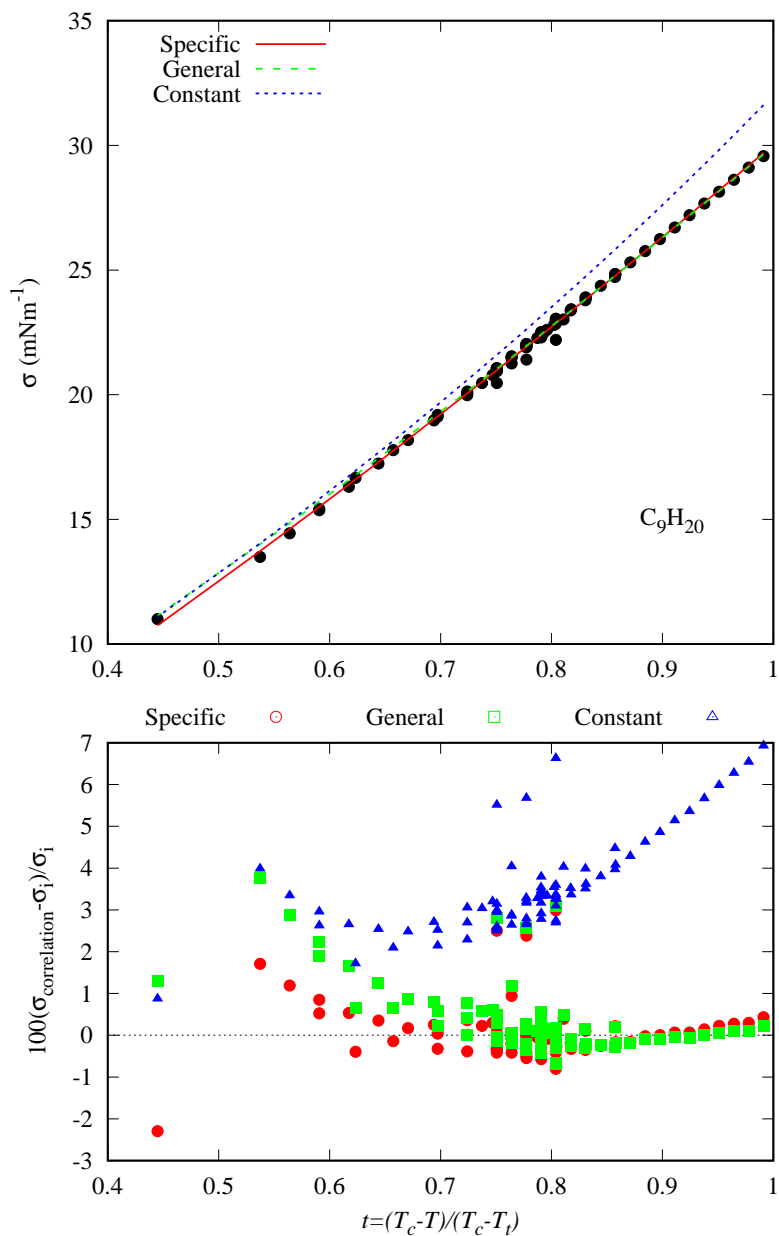 35
30
25
20
15
10
σ (mNm⁻¹)
Specific
General
Constant
C₉H₂₀
0.4 0.5 0.6 0.7 0.8 0.9 1
Specific General Constant
7
6
5
4
3
2
1
0
-1
-2
-3
100(σcorrelation-σi)/σi
0.4 0.5 0.6 0.7 0.8 0.9 1
t=(Tc-T)/(Tc-Tt)